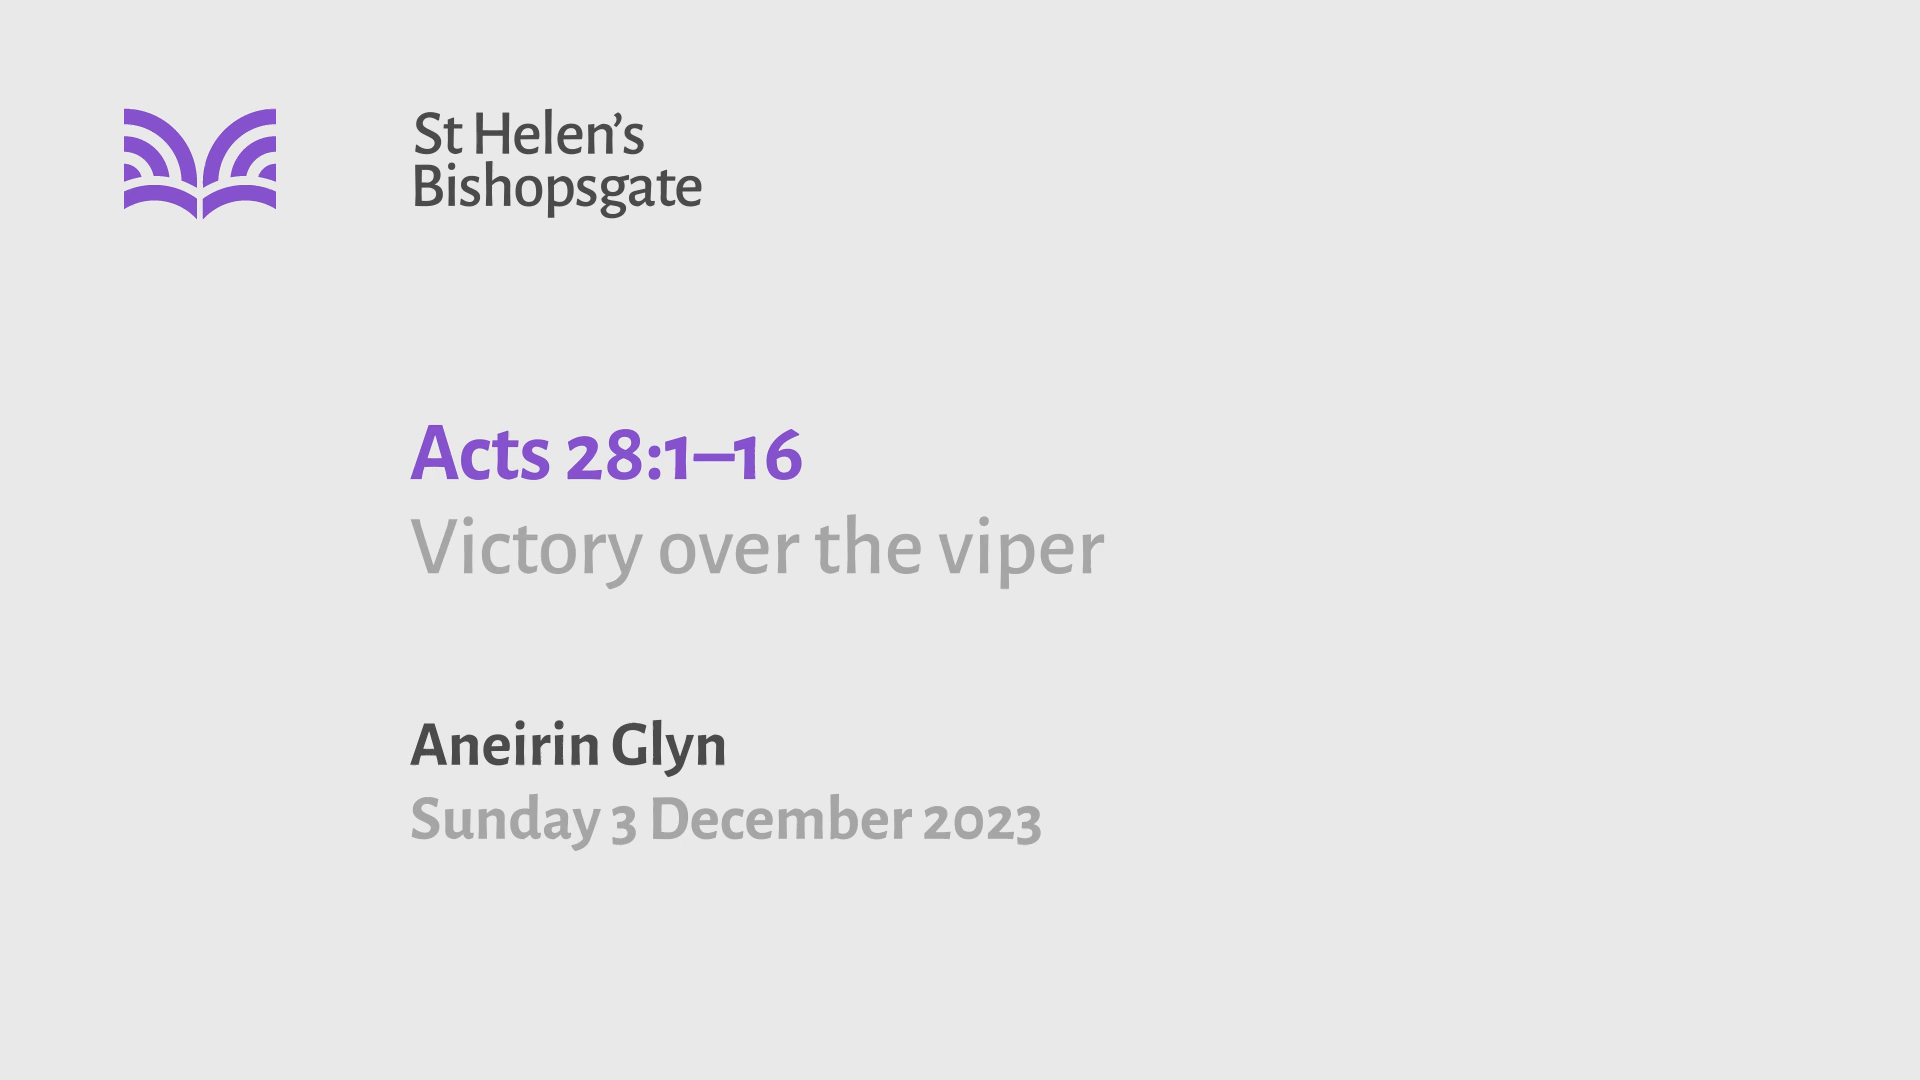 St Helen’s
Bishopsgate
Acts 28:1–16
Victory over the viper
Aneirin Glyn
Sunday 3 December 2023